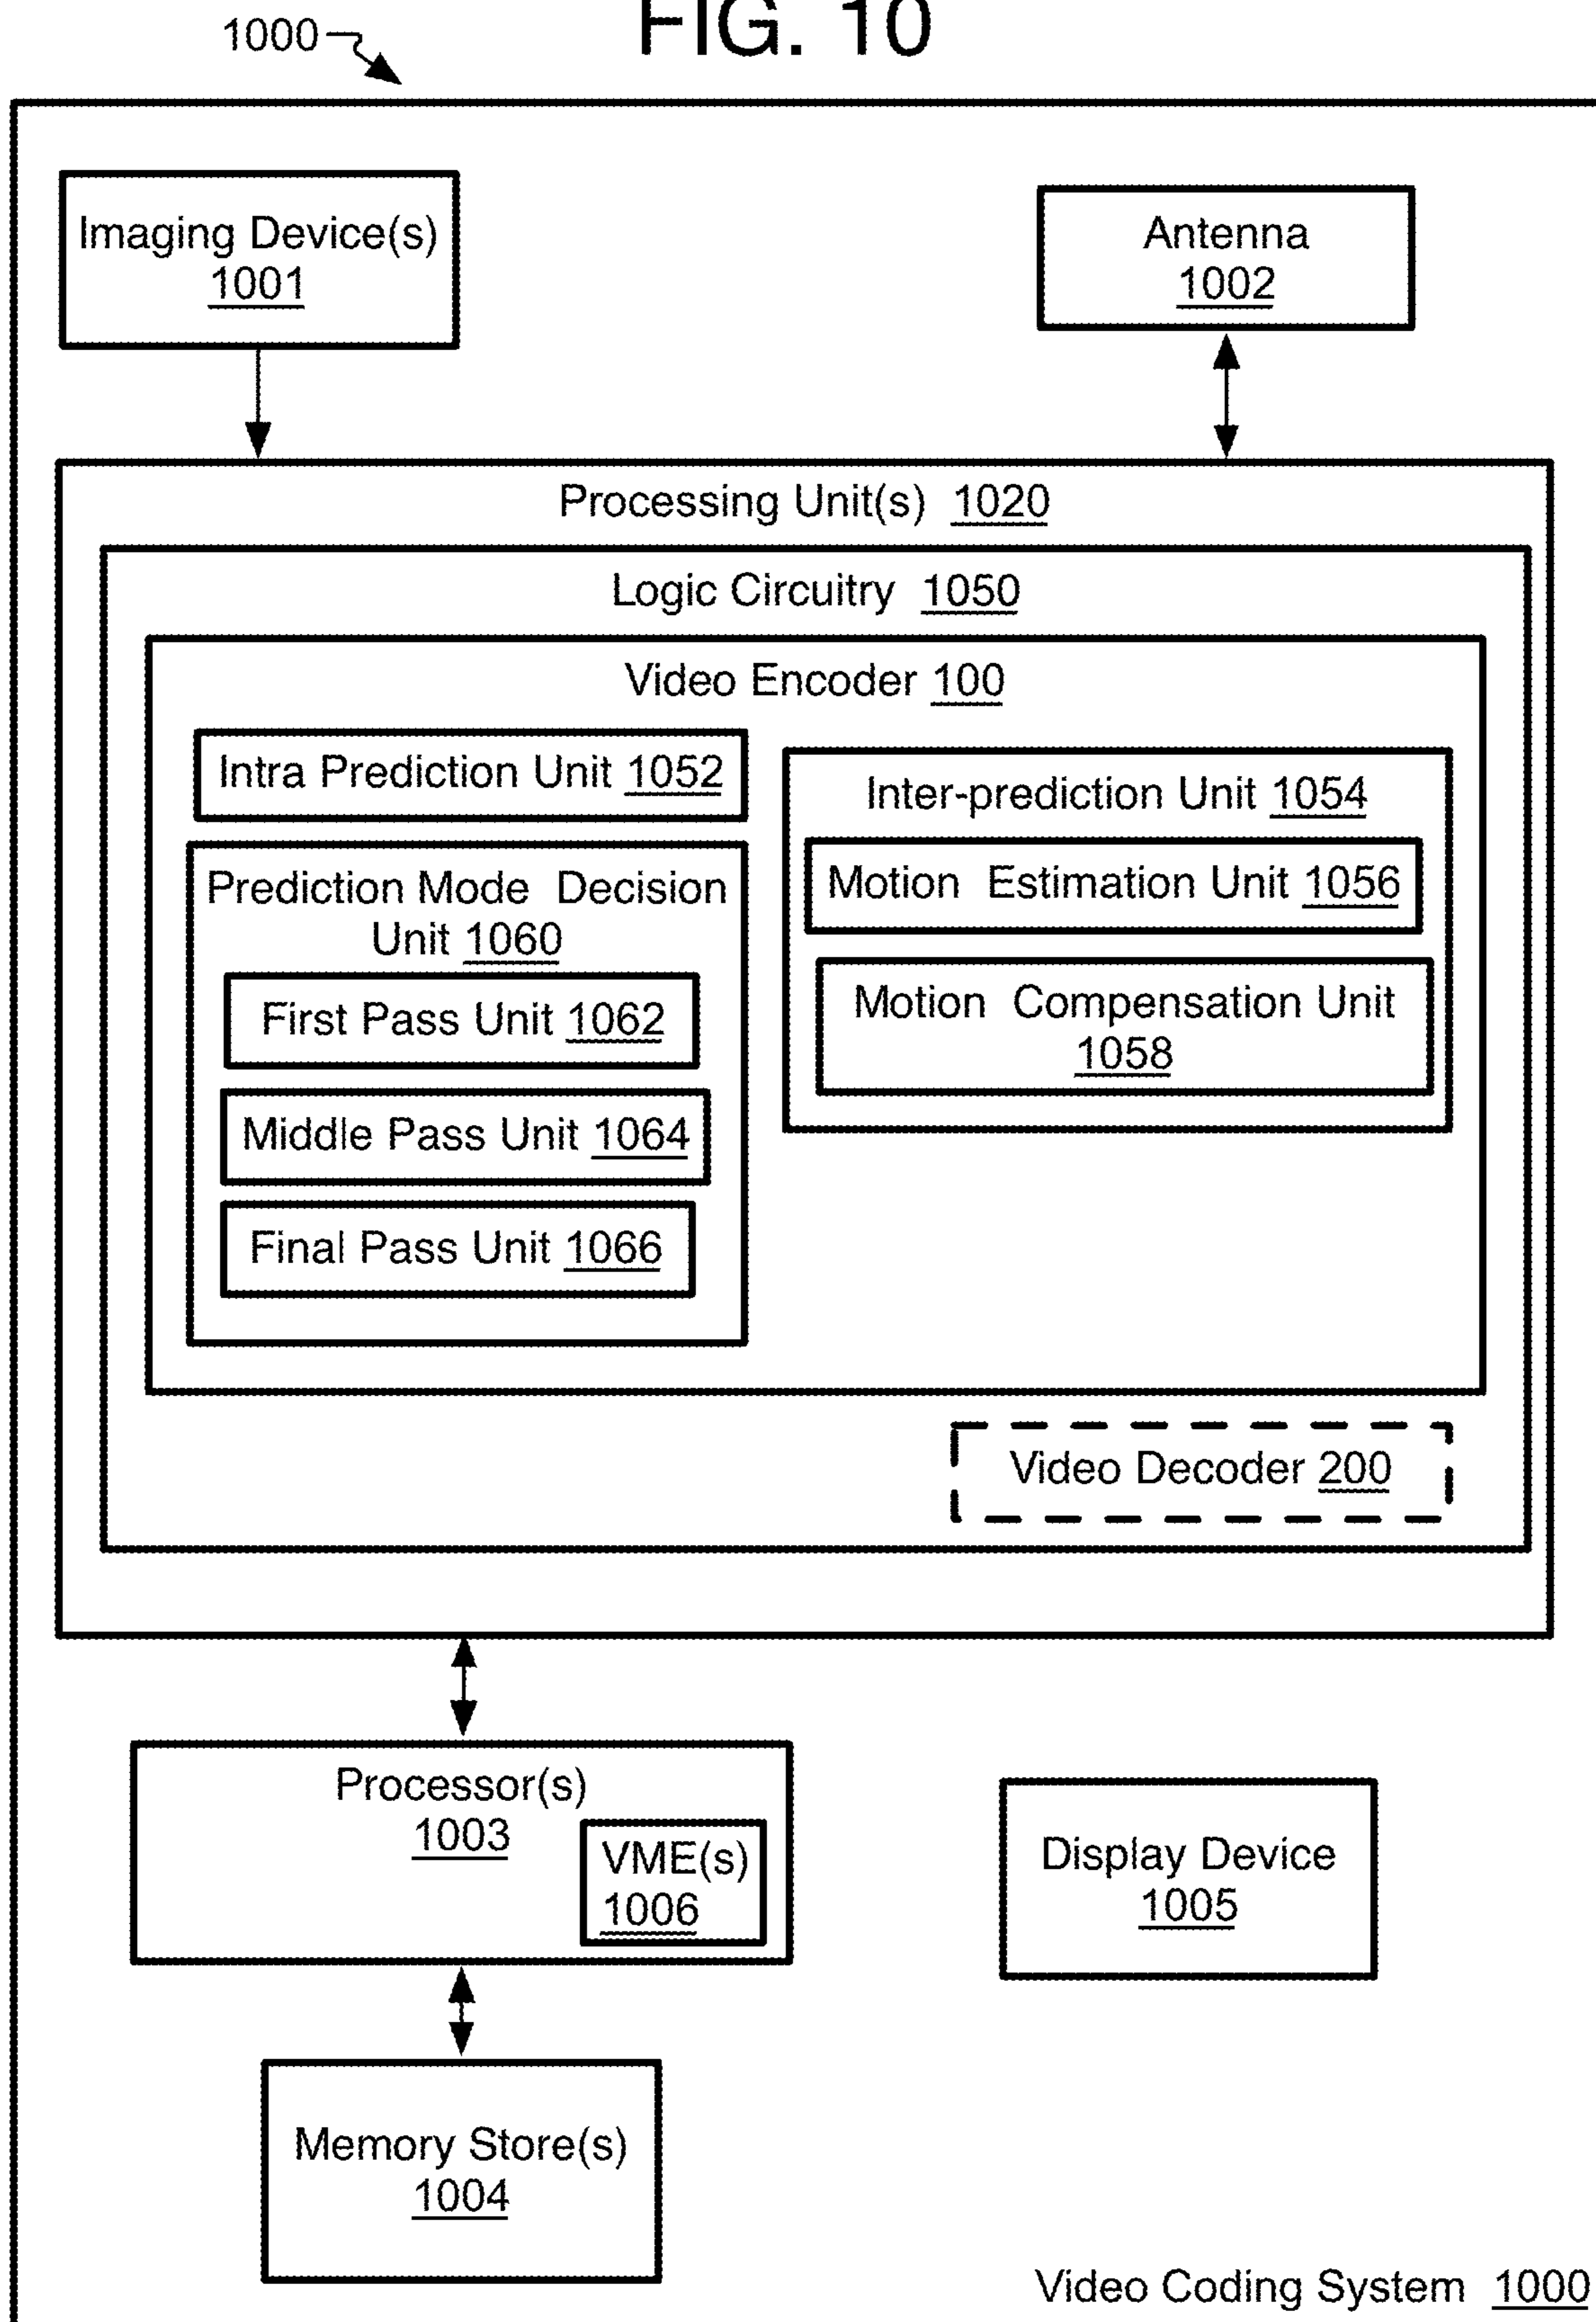 FIG. 10
1000
Imaging Device(s)
1001
Antenna
1002
Processing Unit(s) 1020
Logic Circuitry 1050
Video Encoder 100
Intra Prediction Unit 1052
Prediction Mode Decision
Unit 1060
First Pass Unit 1062
Middle Pass Unit 1064
Final Pass Unit 1066
Inter-prediction Unit 1054
Motion Estimation Unit 1056
Motion Compensation Unit
1058
Video Decoder 200
Processor(s)
1003
VME(s)
1006
Display Device
1005
Memory Store(s)
1004
Video Coding System 1000